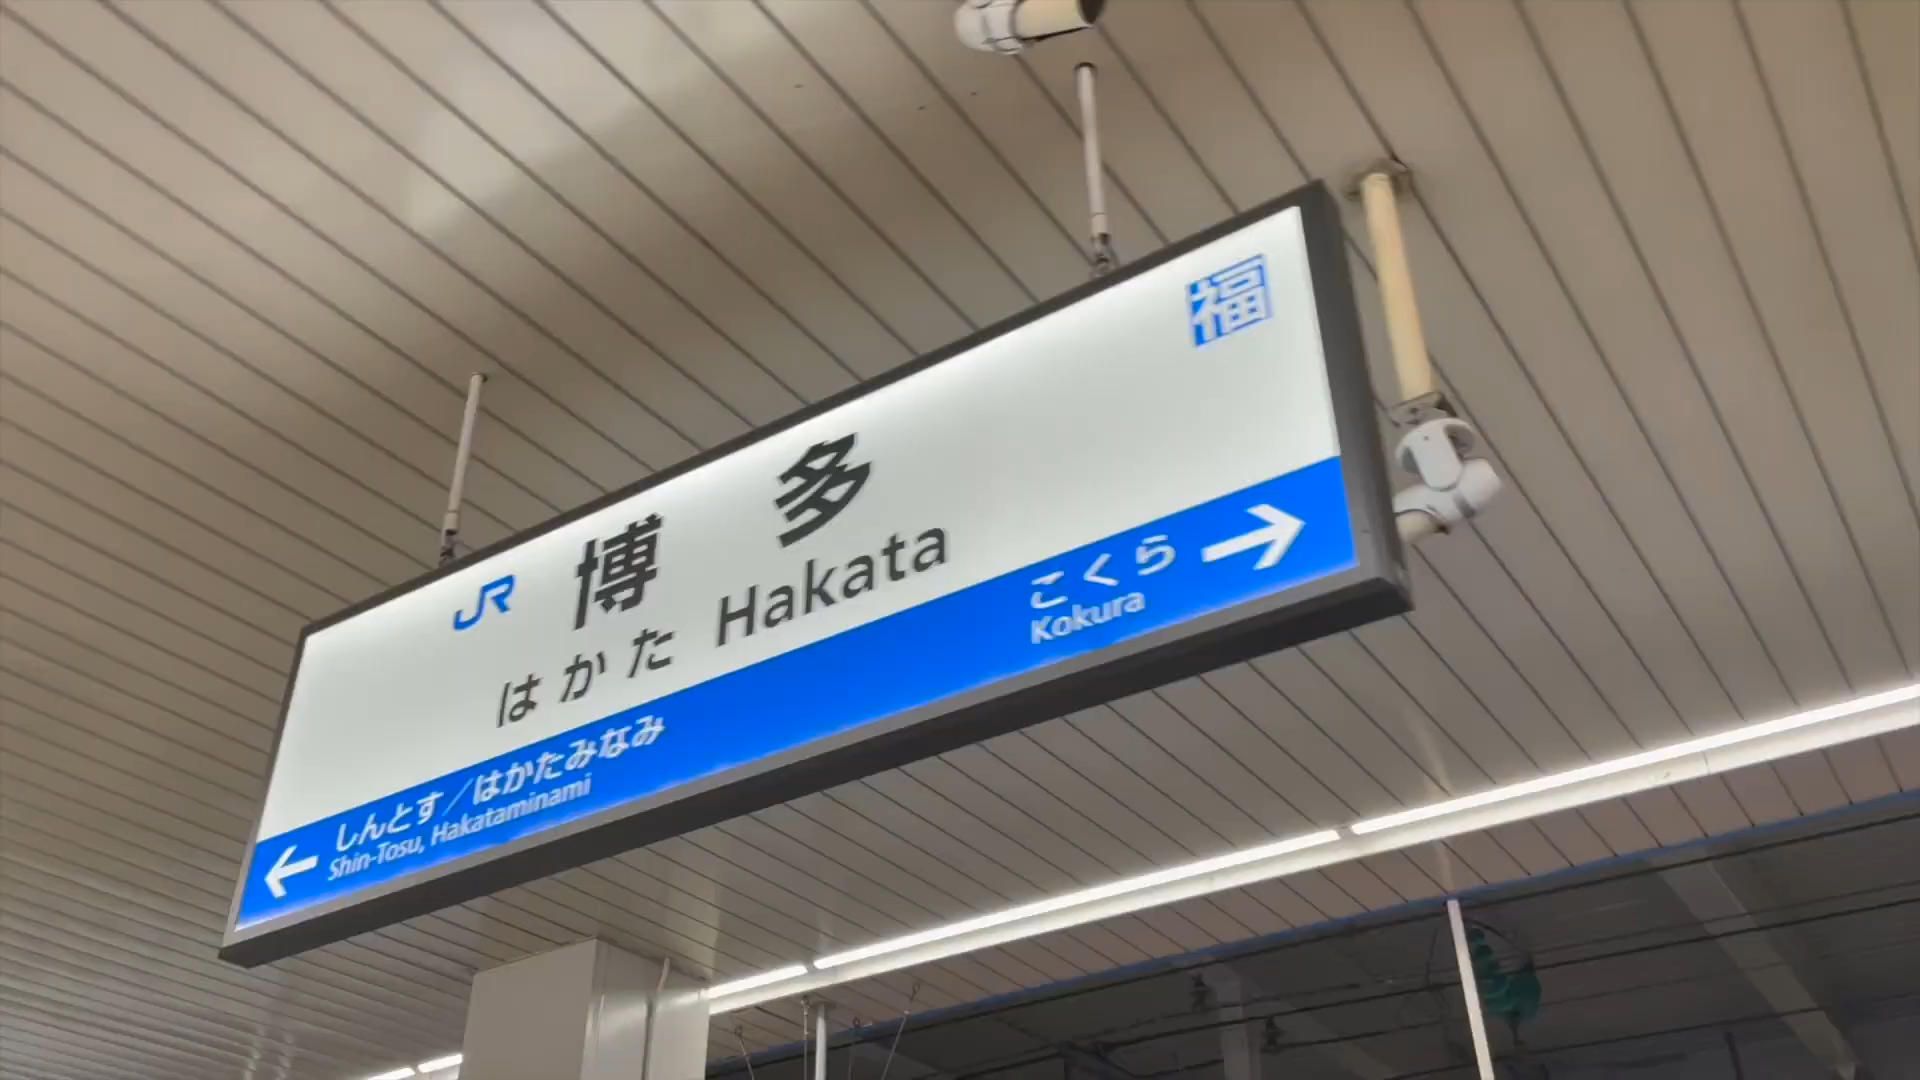 福
JR 博多
はかた Hakata
こくら
Kokura
しんとす／はかたみなみ
Shin-Tosu, Hakataminami